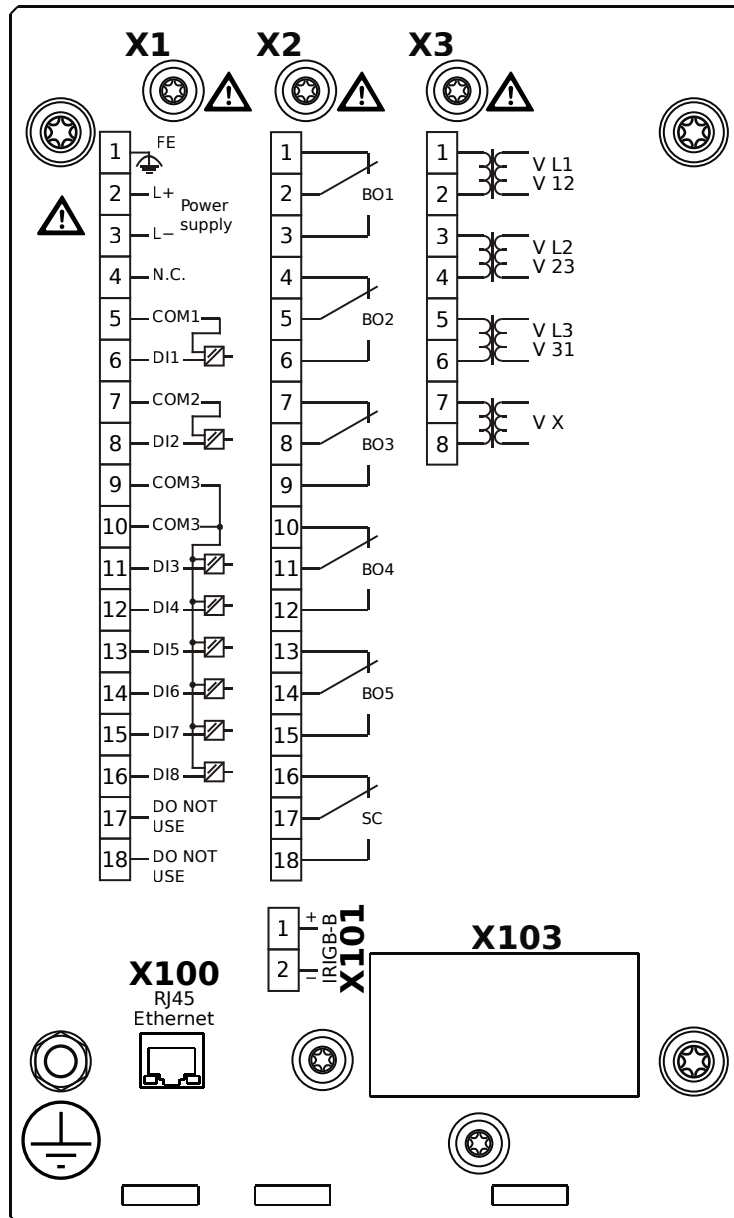 X1
X2
X3
1
FE
2
L+
Power
supply
3
L−
4
N.C.
5
COM1
6
DI1
7
COM2
8
DI2
9
COM3
10
COM3
11
DI3
12
DI4
13
DI5
14
DI6
15
DI7
16
DI8
17
DO NOT
USE
18
DO NOT
USE
1
2
BO1
3
4
5
BO2
6
7
8
BO3
9
10
11
BO4
12
13
14
BO5
15
16
17
SC
18
1
2
V L1
V 12
3
4
V L2
V 23
5
6
V L3
V 31
7
8
V X
1
+
2
−
IRIGB-B
X101
X103
X100
RJ45
Ethernet